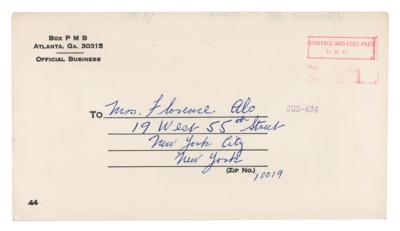 Box P M B
Atlanta, Ga. 30315
Official Business
POSTAGE AND FEES PAID
To Mrs. Florence Alo
JUS-434
19 West 55th Street
New York City
New York
(Zip No.) 10019
44